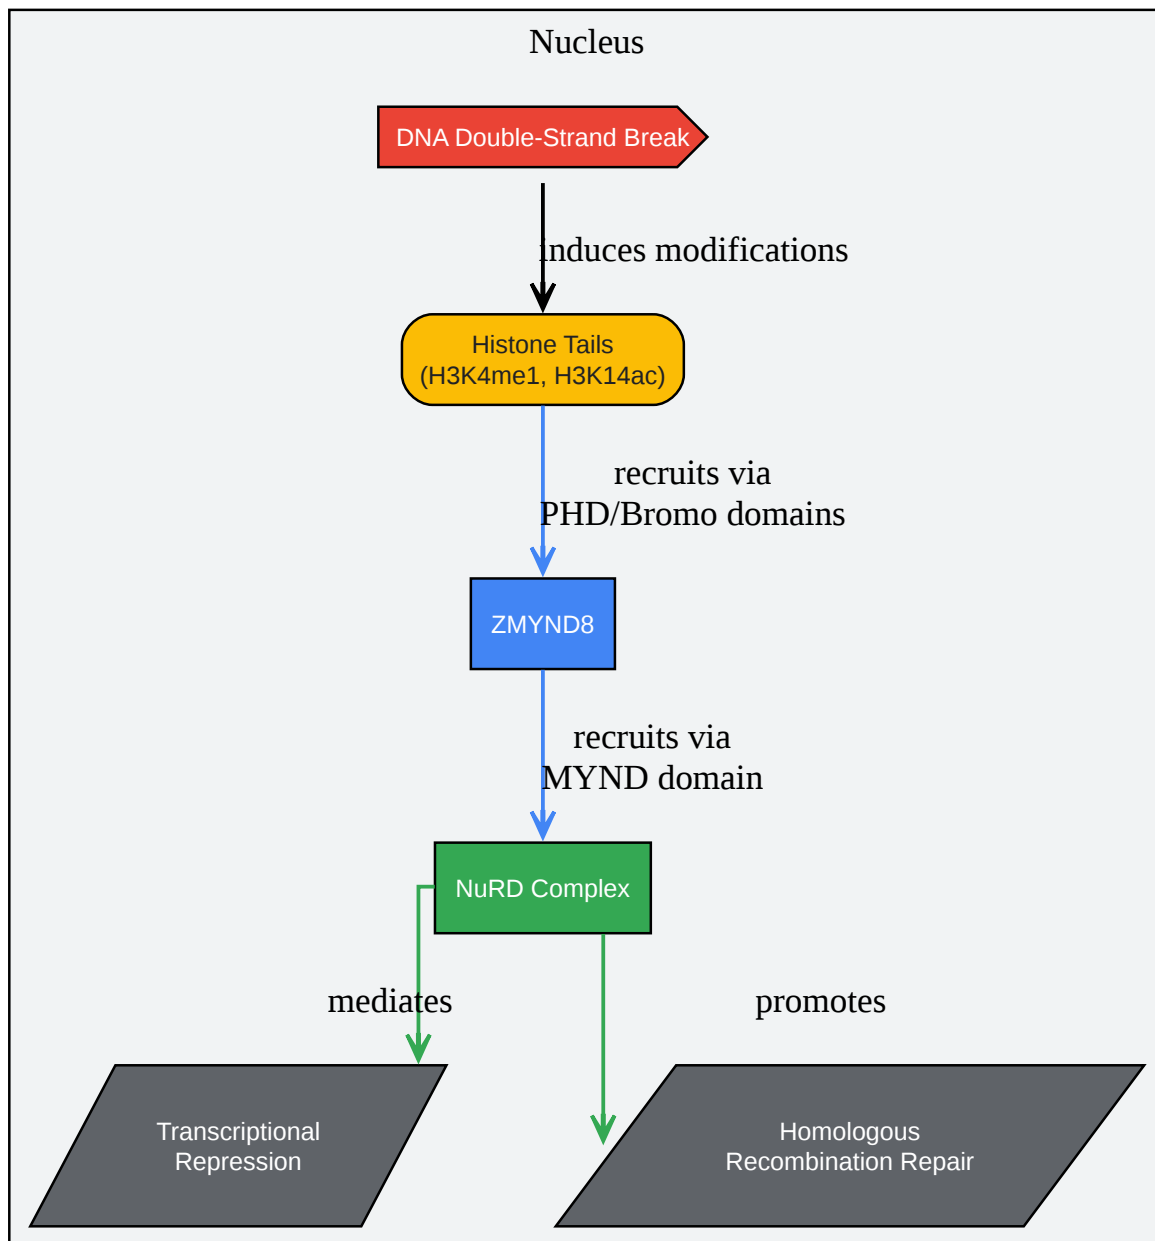 Nucleus
DNA Double-Strand Break
induces modifications
Histone Tails
(H3K4me1, H3K14ac)
recruits via
PHD/Bromo domains
ZMYND8
recruits via
MYND domain
NuRD Complex
mediates
promotes
Transcriptional
Repression
Homologous
Recombination Repair